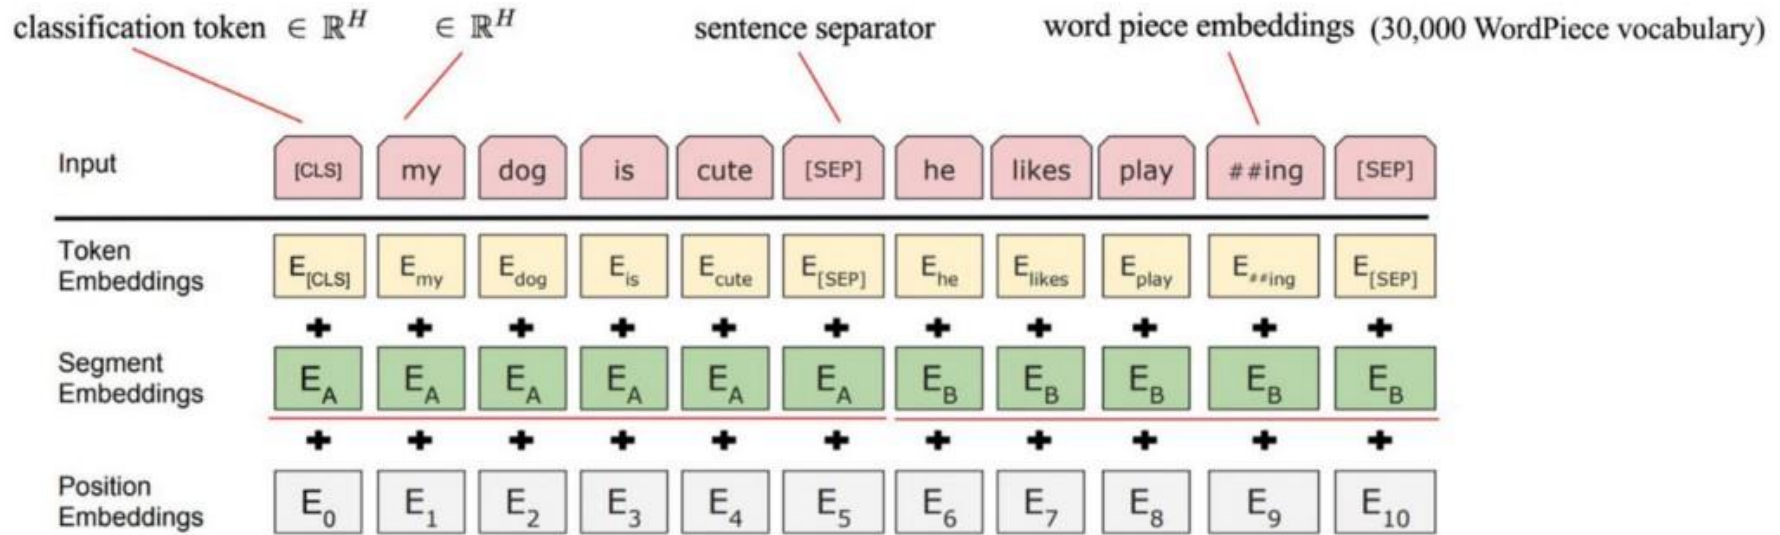 classification token ∈ ℝ^H ∈ ℝ^H sentence separator word piece embeddings (30,000 WordPiece vocabulary)
Input [CLS] my dog is cute [SEP] he likes play ##ing [SEP]
Token
Embeddings
E[CLS] Emy Edog Eis Ecute E[SEP] Ehe Elikes Eplay E##ing E[SEP]
+ + + + + + + + + + +
Segment
Embeddings
EA EA EA EA EA EA EB EB EB EB EB
+ + + + + + + + + + +
Position
Embeddings
E0 E1 E2 E3 E4 E5 E6 E7 E8 E9 E10